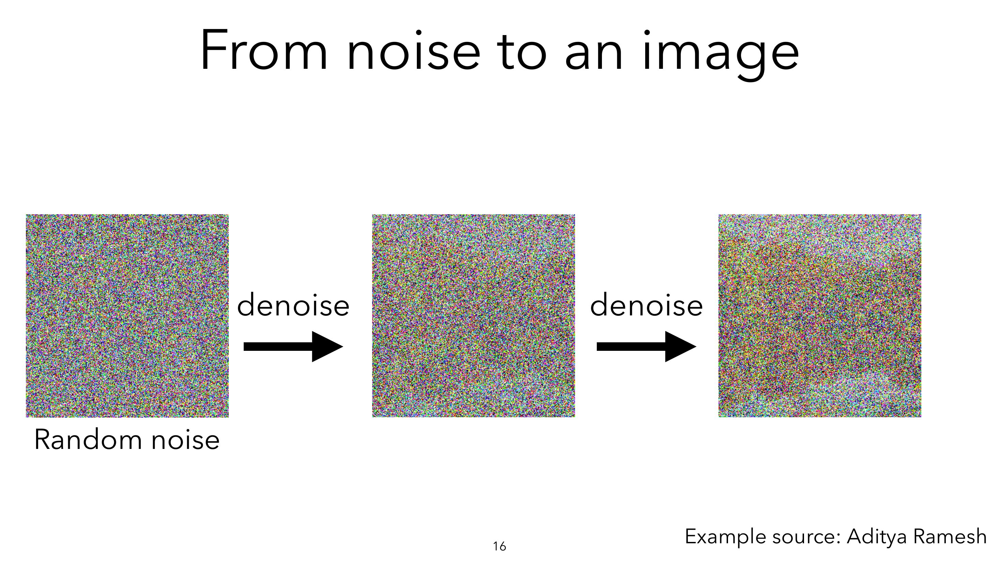 From noise to an image
denoise
denoise
Random noise
Example source: Aditya Ramesh
16